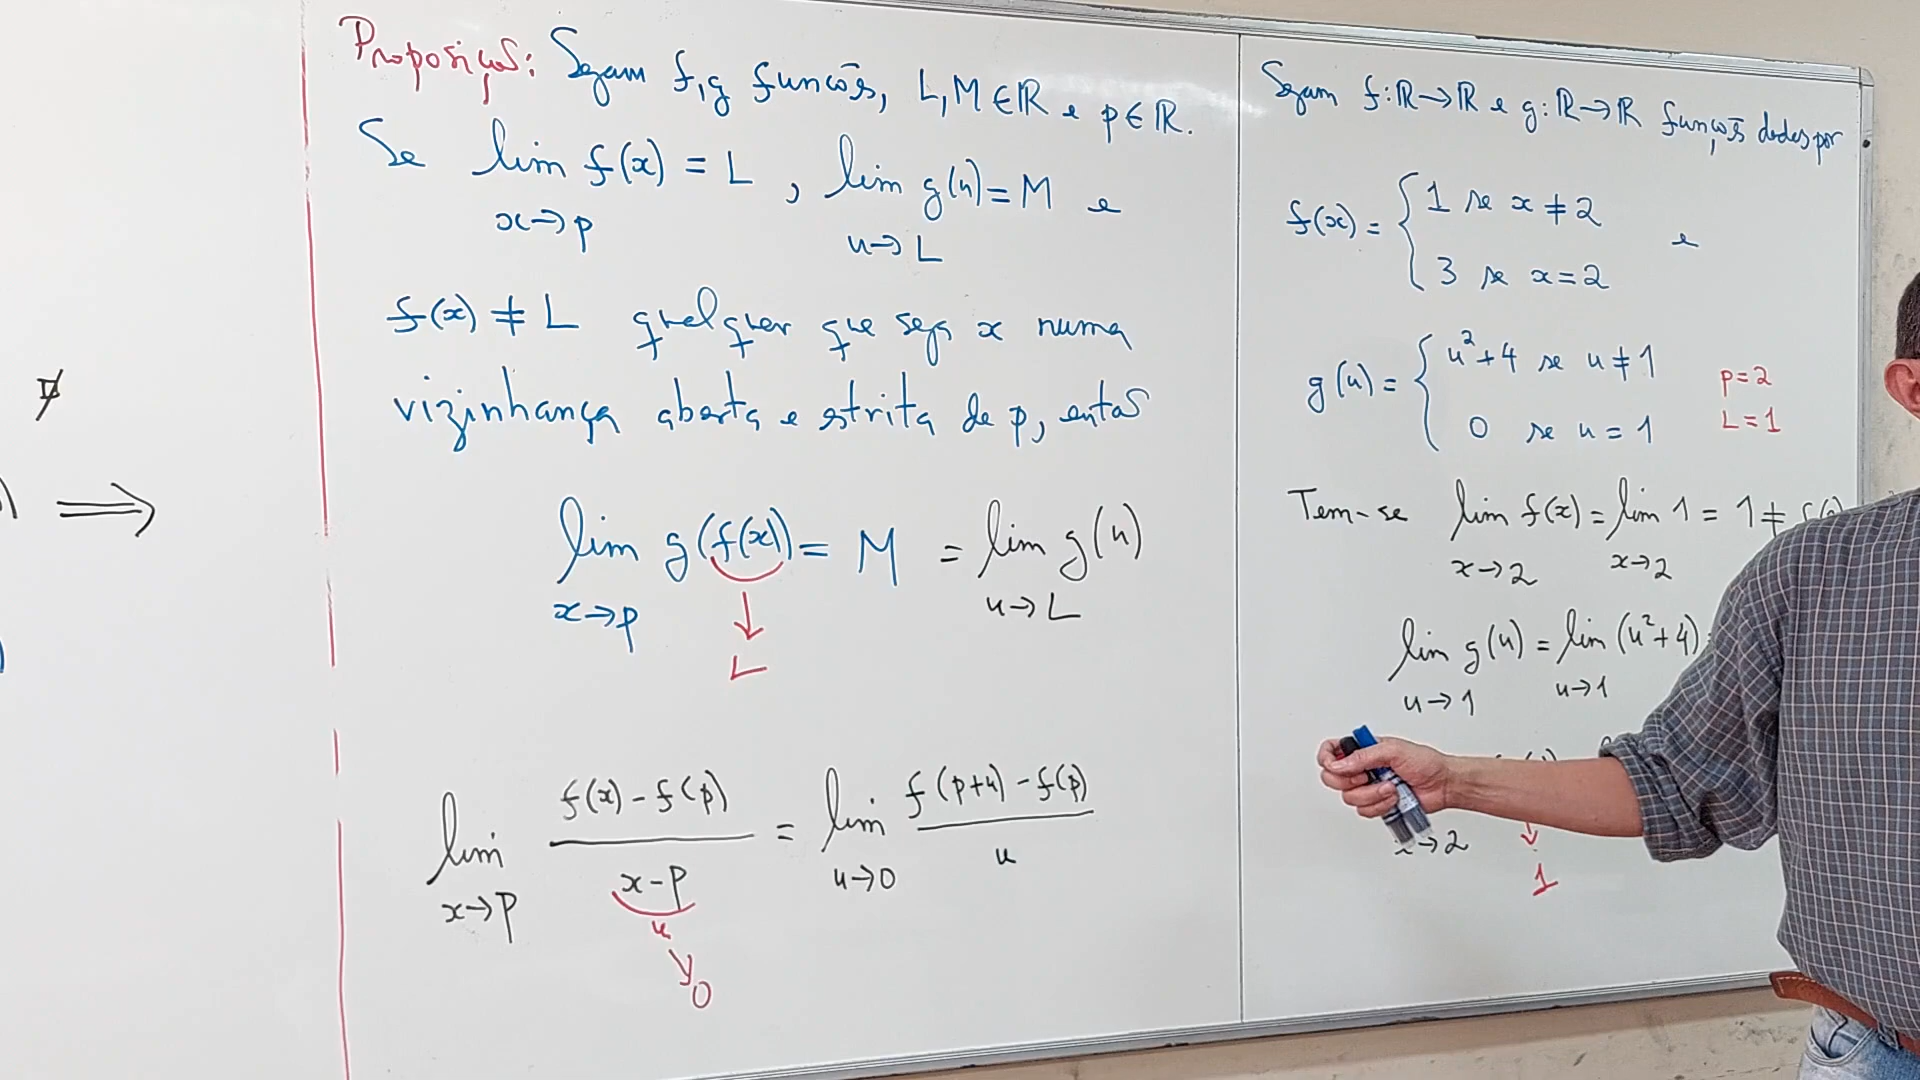 Proposição: Sejam f, g funções, L, M ∈ ℝ e p ∈ ℝ.
Se lim f(x) = L , lim g(u) = M e
x→p u→L
f(x) ≠ L qualquer que seja x numa
vizinhança aberta e estrita de p, então
lim g(f(x)) = M = lim g(u)
x→p u→L
↓
L
lim f(x) - f(p) / x - p = lim f(p+u) - f(p) / u
x→p u→0
u
↘
0
⟹
Sejam f: ℝ → ℝ e g: ℝ → ℝ funções dadas por
f(x) = { 1 se x ≠ 2
3 se x = 2 e
g(u) = { u² + 4 se u ≠ 1
0 se u = 1
p = 2
L = 1
Tem-se lim f(x) = lim 1 = 1 ≠
x→2 x→2
lim g(u) = lim (u² + 4)
u→1 u→1
x→2
↓
1